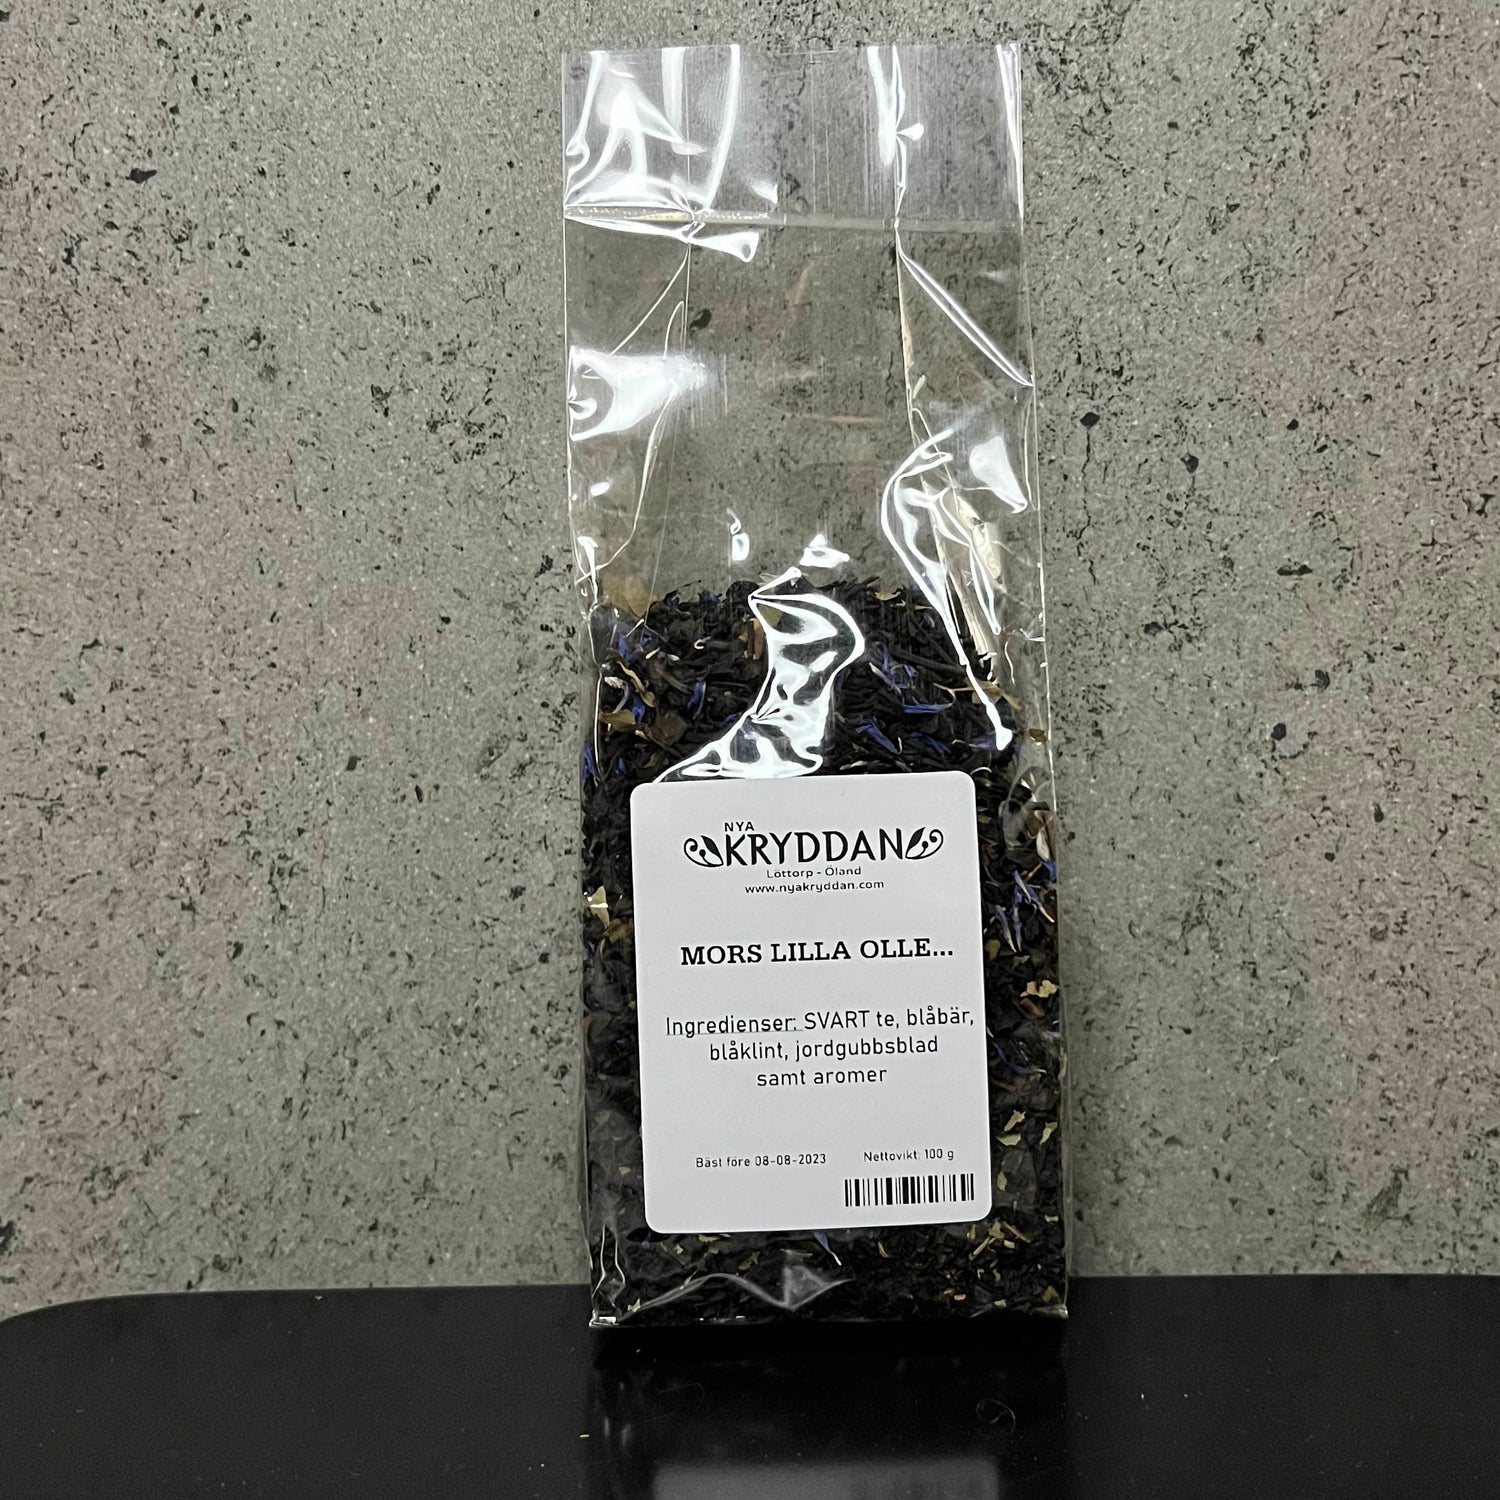 NYA
KRYDDAN
Löttorp - Öland
www.nyakryddan.com
MORS LILLA OLLE...
Ingredienser: SVART te, blåbär,
blåklint, jordgubbsblad
samt aromer
Bäst före 08-08-2023 Nettovikt: 100 g